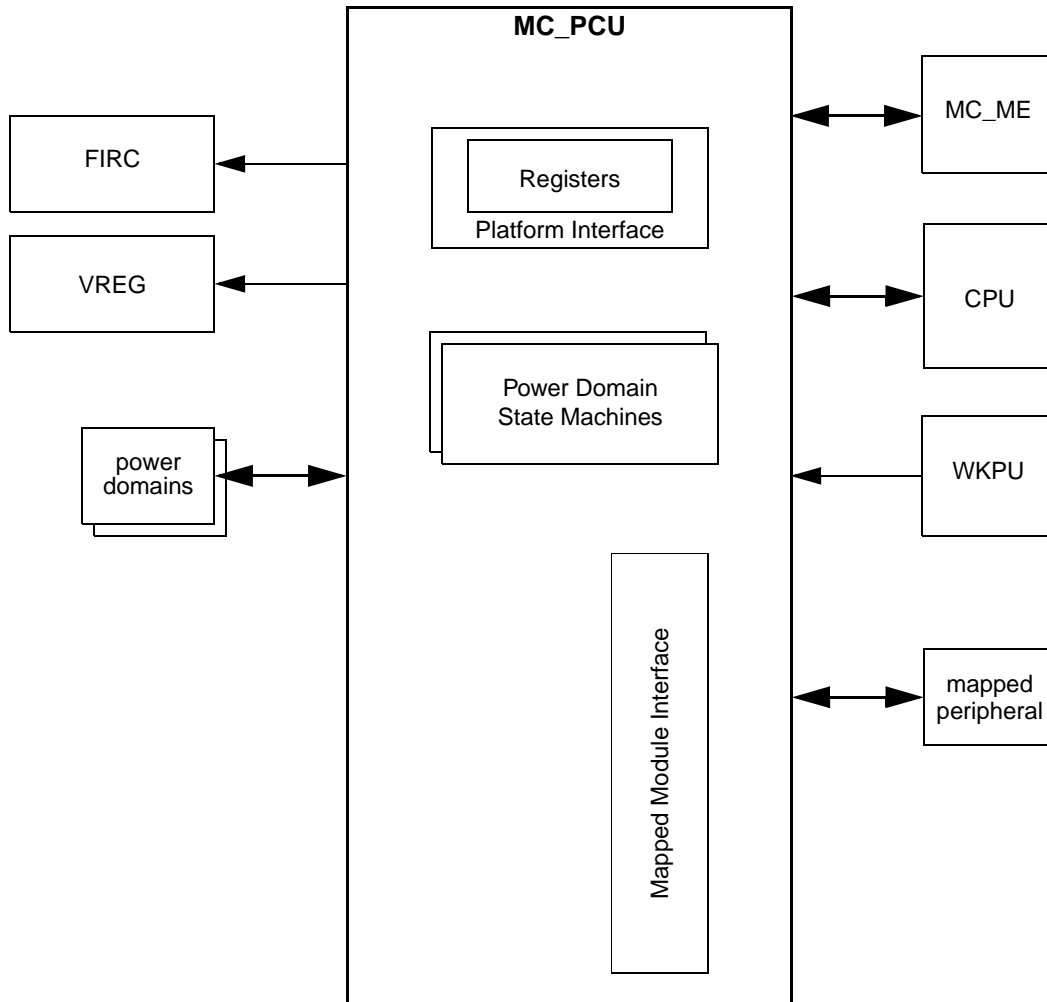 MC_PCU
FIRC
VREG
power
domains
Registers
Platform Interface
Power Domain
State Machines
Mapped Module Interface
MC_ME
CPU
WKPU
mapped
peripheral